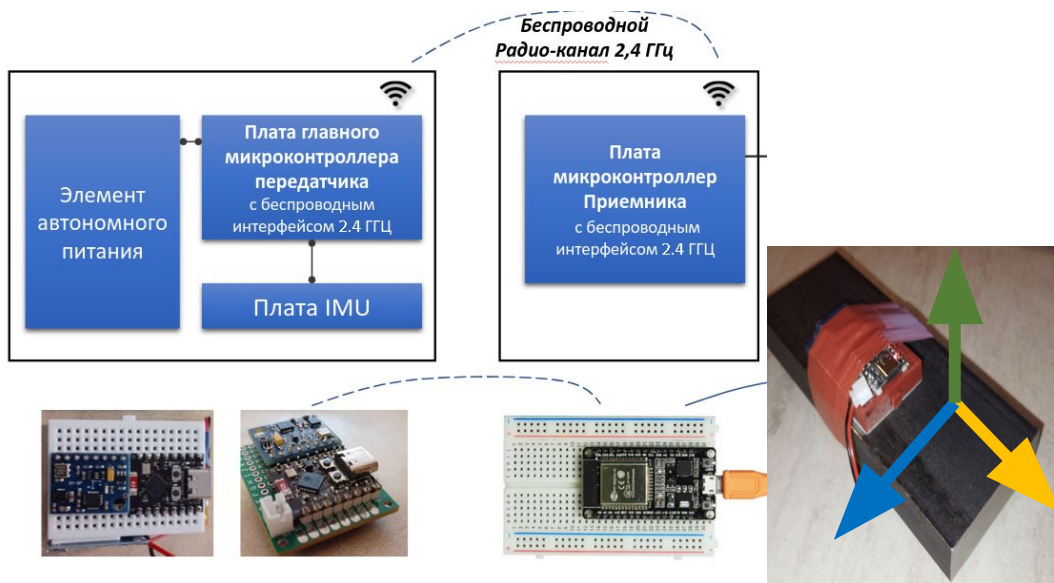 Беспроводной
Радио-канал 2,4 ГГц
Элемент
автономного
питания
Плата главного
микроконтроллера
передатчика
с беспроводным
интерфейсом 2.4 ГГЦ
Плата IMU
Плата
микроконтроллер
Приемника
с беспроводным
интерфейсом 2.4 ГГЦ